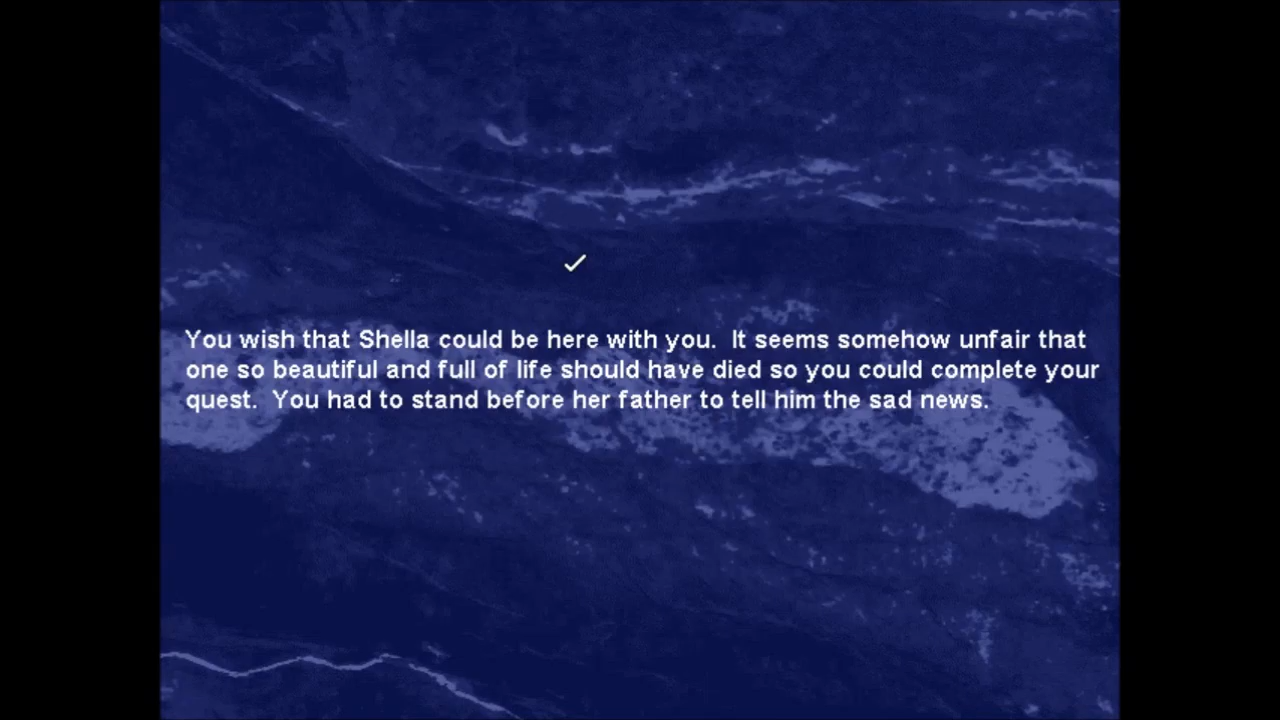 You wish that Shella could be here with you.  It seems somehow unfair that
one so beautiful and full of life should have died so you could complete your
quest.  You had to stand before her father to tell him the sad news.